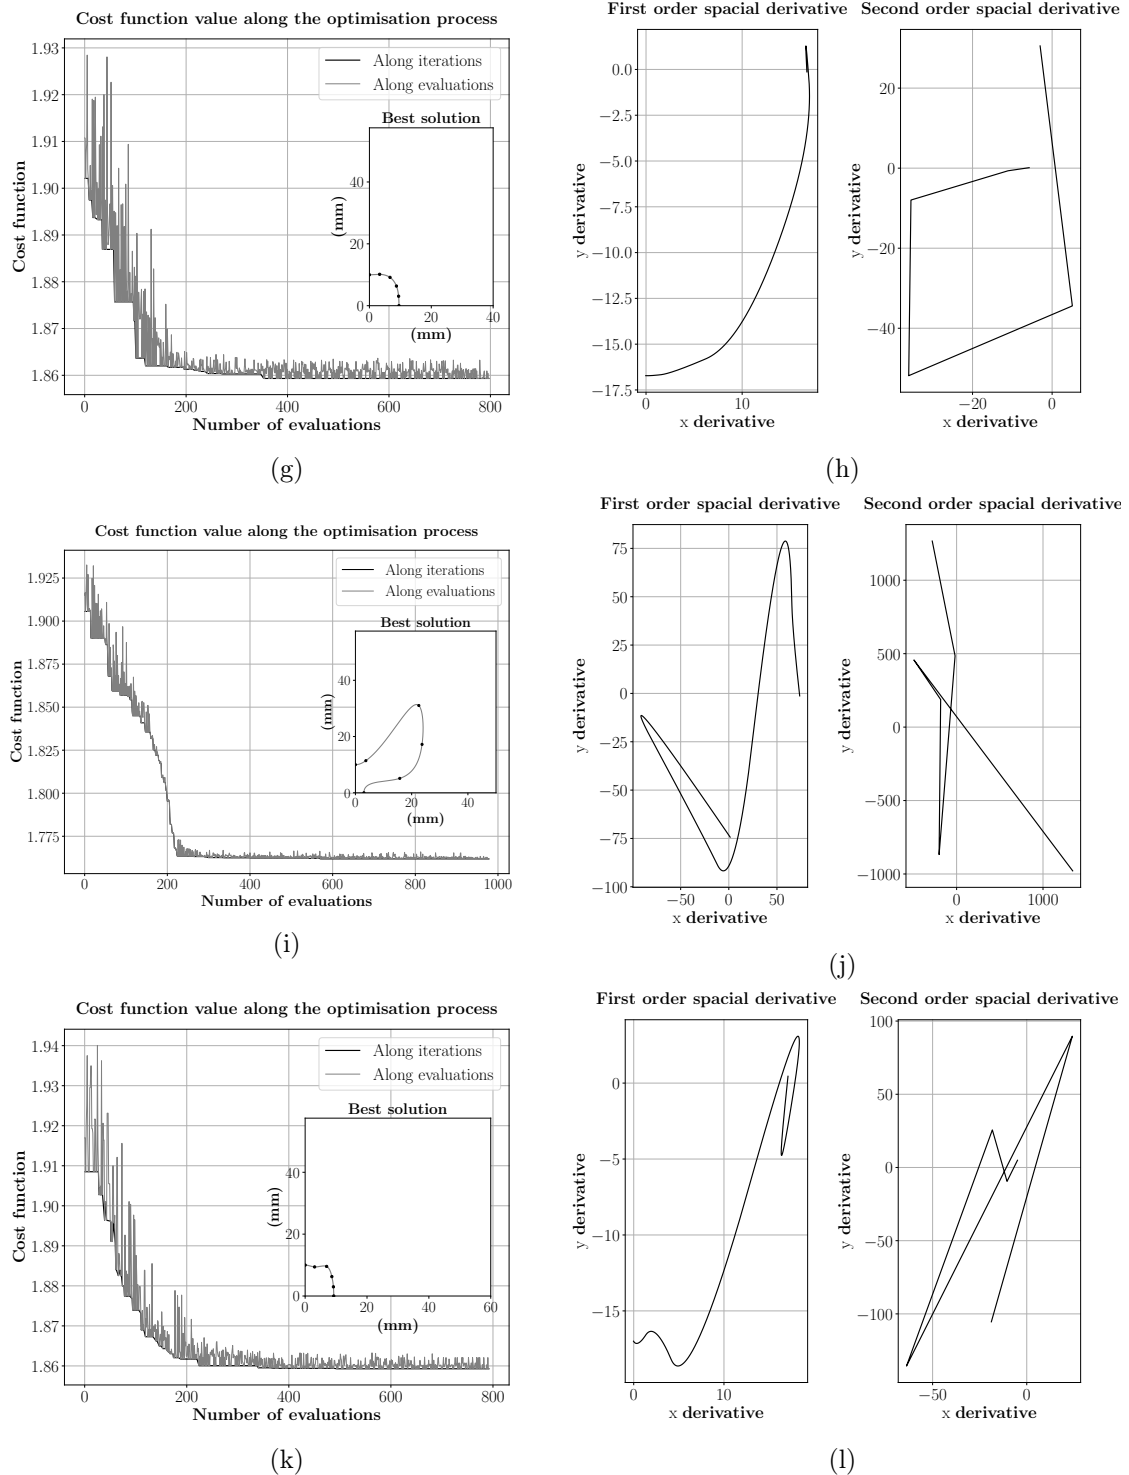 Cost function value along the optimisation process
1.93
1.92
1.91
1.90
1.89
1.88
1.87
1.86
Cost function
0 200 400 600 800
Number of evaluations
Along iterations
Along evaluations
Best solution
40
20
0
(mm)
0 20 40
(mm)
(g)
First order spacial derivative
0.0
−2.5
−5.0
−7.5
−10.0
−12.5
−15.0
−17.5
y derivative
0 10
x derivative
Second order spacial derivative
20
0
−20
−40
y derivative
−20 0
x derivative
(h)
Cost function value along the optimisation process
1.925
1.900
1.875
1.850
1.825
1.800
1.775
Cost function
0 200 400 600 800 1000
Number of evaluations
Along iterations
Along evaluations
Best solution
40
20
0
(mm)
0 20
(mm)
(i)
First order spacial derivative
75
50
25
0
−25
−50
−75
−100
y derivative
−50 0 50
x derivative
Second order spacial derivative
1000
500
0
−500
−1000
y derivative
0 1000
x derivative
(j)
Cost function value along the optimisation process
1.94
1.93
1.92
1.91
1.90
1.89
1.88
1.87
1.86
Cost function
0 200 400 600 800
Number of evaluations
Along iterations
Along evaluations
Best solution
40
20
0
(mm)
0 20 40 60
(mm)
(k)
First order spacial derivative
0
−5
−10
−15
y derivative
0 10
x derivative
Second order spacial derivative
100
50
0
−50
−100
y derivative
−50 0
x derivative
(l)